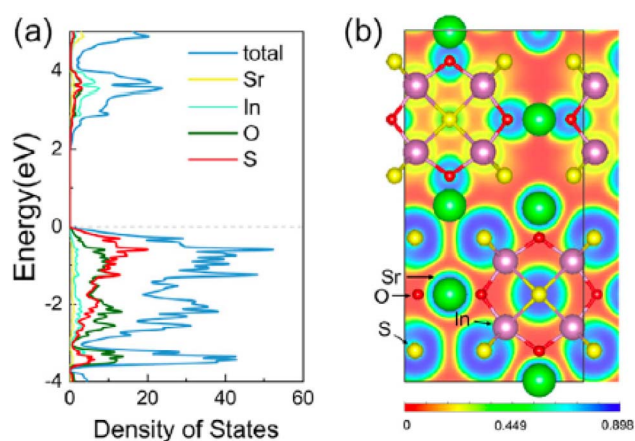 (a)
Energy(eV)
4
2
0
-2
-4
total
Sr
In
O
S
0 20 40 60
Density of States
(b)
Sr
O
In
S
0 0.449 0.898